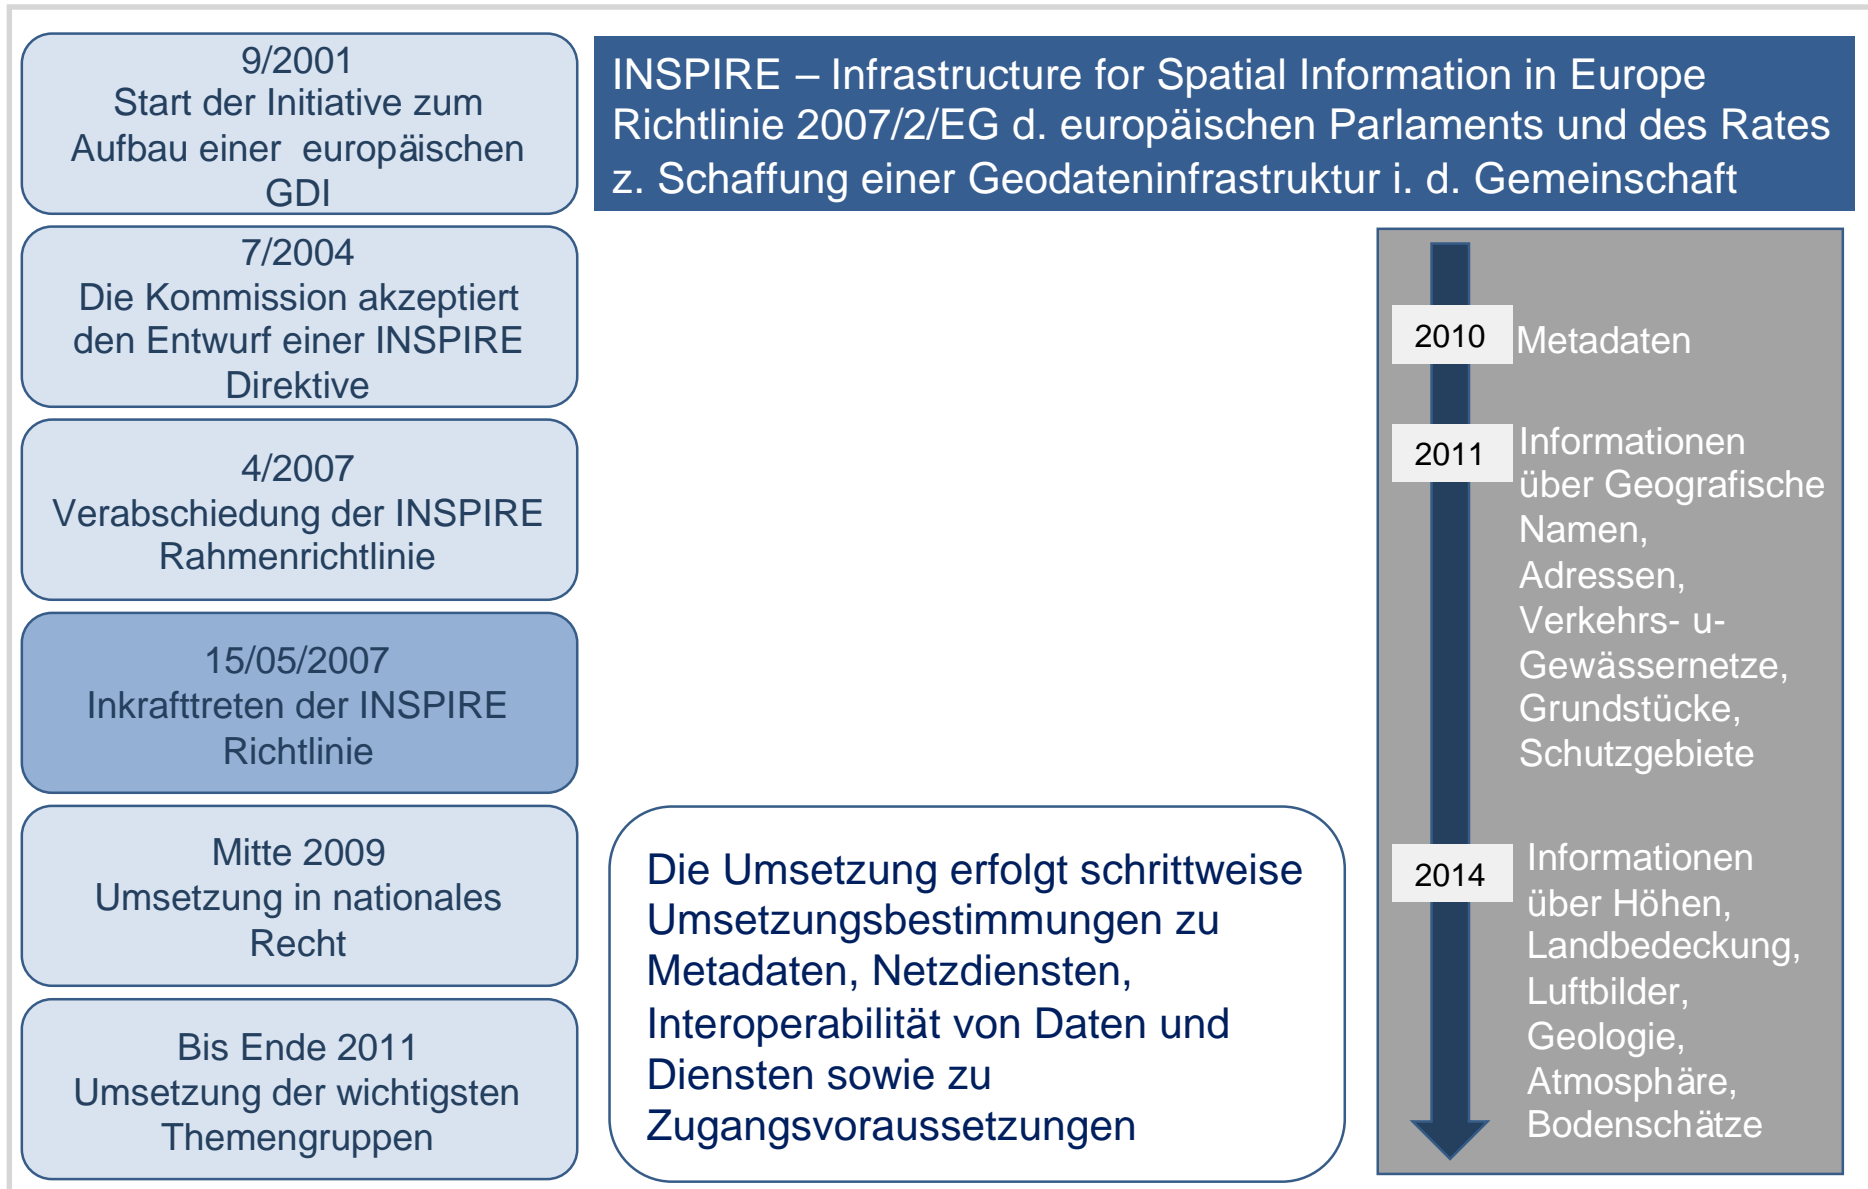 9/2001
Start der Initiative zum
Aufbau einer europäischen
GDI
7/2004
Die Kommission akzeptiert
den Entwurf einer INSPIRE
Direktive
4/2007
Verabschiedung der INSPIRE
Rahmenrichtlinie
15/05/2007
Inkrafttreten der INSPIRE
Richtlinie
Mitte 2009
Umsetzung in nationales
Recht
Bis Ende 2011
Umsetzung der wichtigsten
Themengruppen
INSPIRE – Infrastructure for Spatial Information in Europe
Richtlinie 2007/2/EG d. europäischen Parlaments und des Rates
z. Schaffung einer Geodateninfrastruktur i. d. Gemeinschaft
Die Umsetzung erfolgt schrittweise
Umsetzungsbestimmungen zu
Metadaten, Netzdiensten,
Interoperabilität von Daten und
Diensten sowie zu
Zugangsvoraussetzungen
2010
Metadaten
2011
Informationen
über Geografische
Namen,
Adressen,
Verkehrs- u-
Gewässernetze,
Grundstücke,
Schutzgebiete
2014
Informationen
über Höhen,
Landbedeckung,
Luftbilder,
Geologie,
Atmosphäre,
Bodenschätze